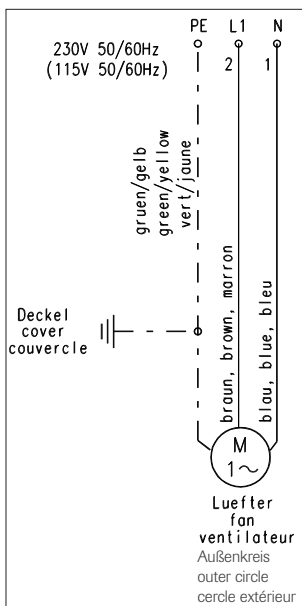 PE L1 N
230V 50/60Hz
(115V 50/60Hz)
2 1
gruen/gelb
green/yellow
vert/jaune
braun, brown, marron
blau, blue, bleu
Deckel
cover
couvercle
M
1~
Luefter
fan
ventilateur
Außenkreis
outer circle
cercle extérieur